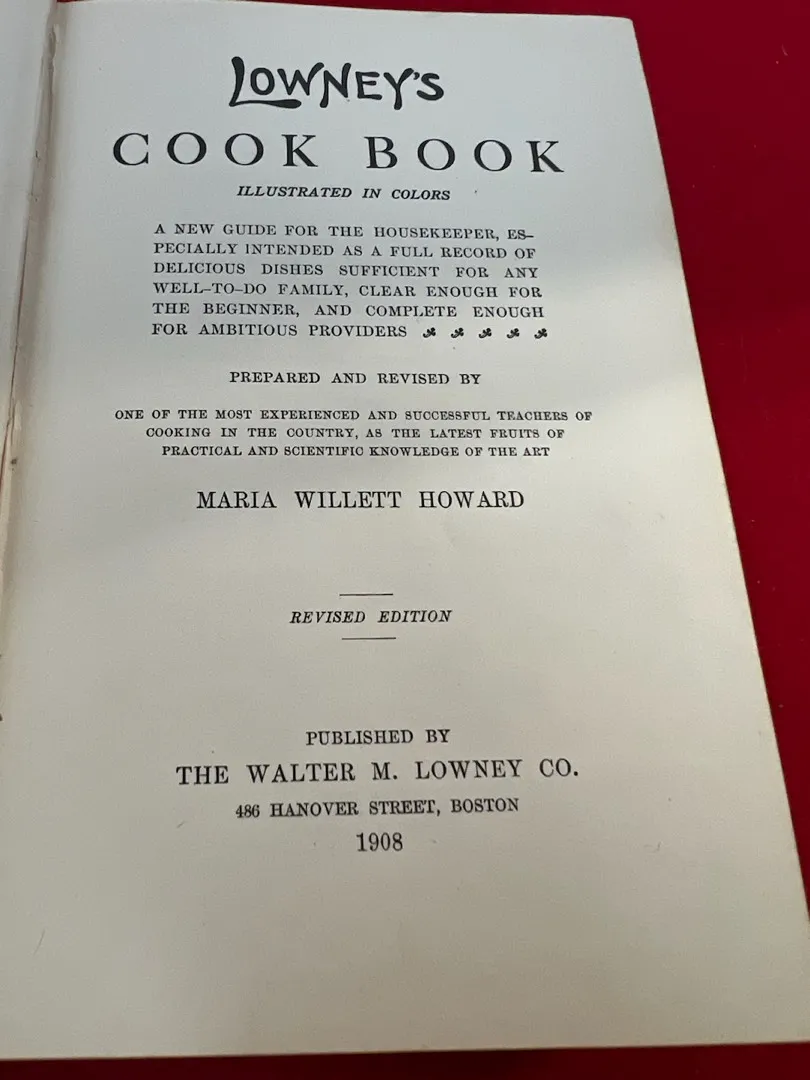 LOWNEY'S
COOK BOOK
ILLUSTRATED IN COLORS
A NEW GUIDE FOR THE HOUSEKEEPER, ES-
PECIALLY INTENDED AS A FULL RECORD OF
DELICIOUS DISHES SUFFICIENT FOR ANY
WELL-TO-DO FAMILY, CLEAR ENOUGH FOR
THE BEGINNER, AND COMPLETE ENOUGH
FOR AMBITIOUS PROVIDERS
PREPARED AND REVISED BY
ONE OF THE MOST EXPERIENCED AND SUCCESSFUL TEACHERS OF
COOKING IN THE COUNTRY, AS THE LATEST FRUITS OF
PRACTICAL AND SCIENTIFIC KNOWLEDGE OF THE ART
MARIA WILLETT HOWARD
REVISED EDITION
PUBLISHED BY
THE WALTER M. LOWNEY CO.
486 HANOVER STREET, BOSTON
1908